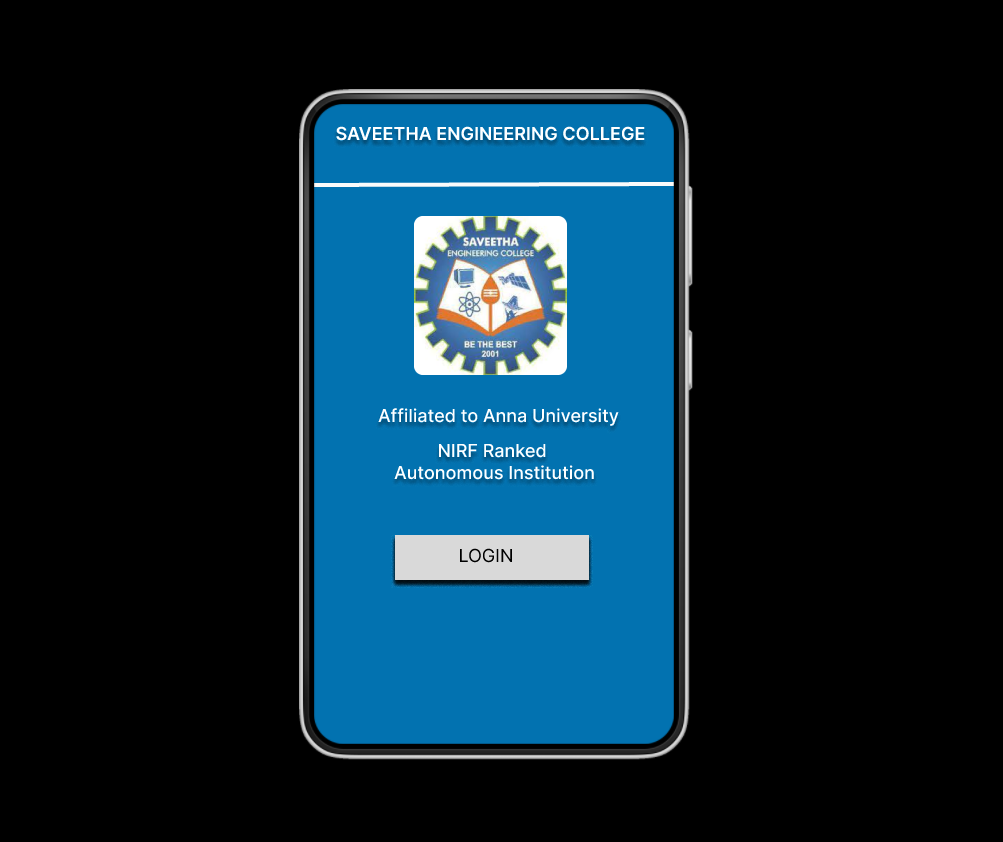 SAVEETHA ENGINEERING COLLEGE
SAVEETHA
ENGINEERING COLLEGE
BE THE BEST
2001
Affiliated to Anna University
NIRF Ranked
Autonomous Institution
LOGIN